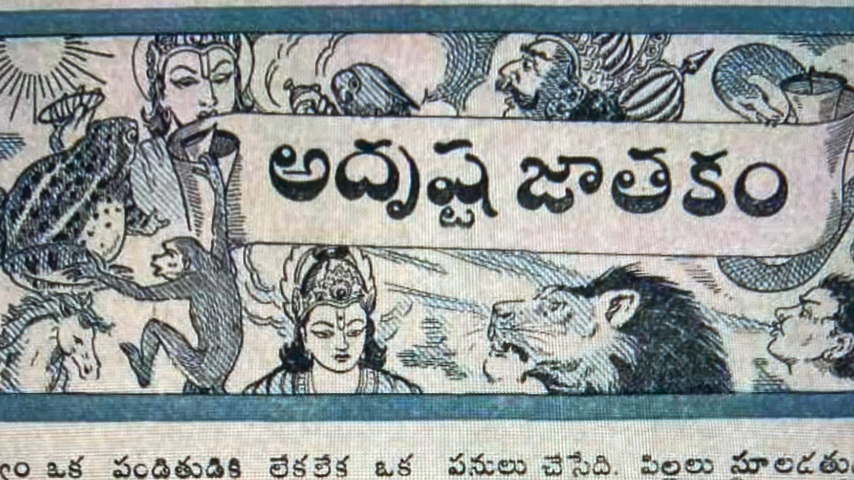 అదృష్ట జాతకం
ఒక పండితుడికి లేకలేక ఒక పనులు చేసేది. పిల్లలు